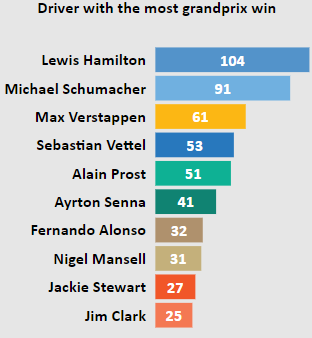 Driver with the most grandprix win
Lewis Hamilton 104
Michael Schumacher 91
Max Verstappen 61
Sebastian Vettel 53
Alain Prost 51
Ayrton Senna 41
Fernando Alonso 32
Nigel Mansell 31
Jackie Stewart 27
Jim Clark 25